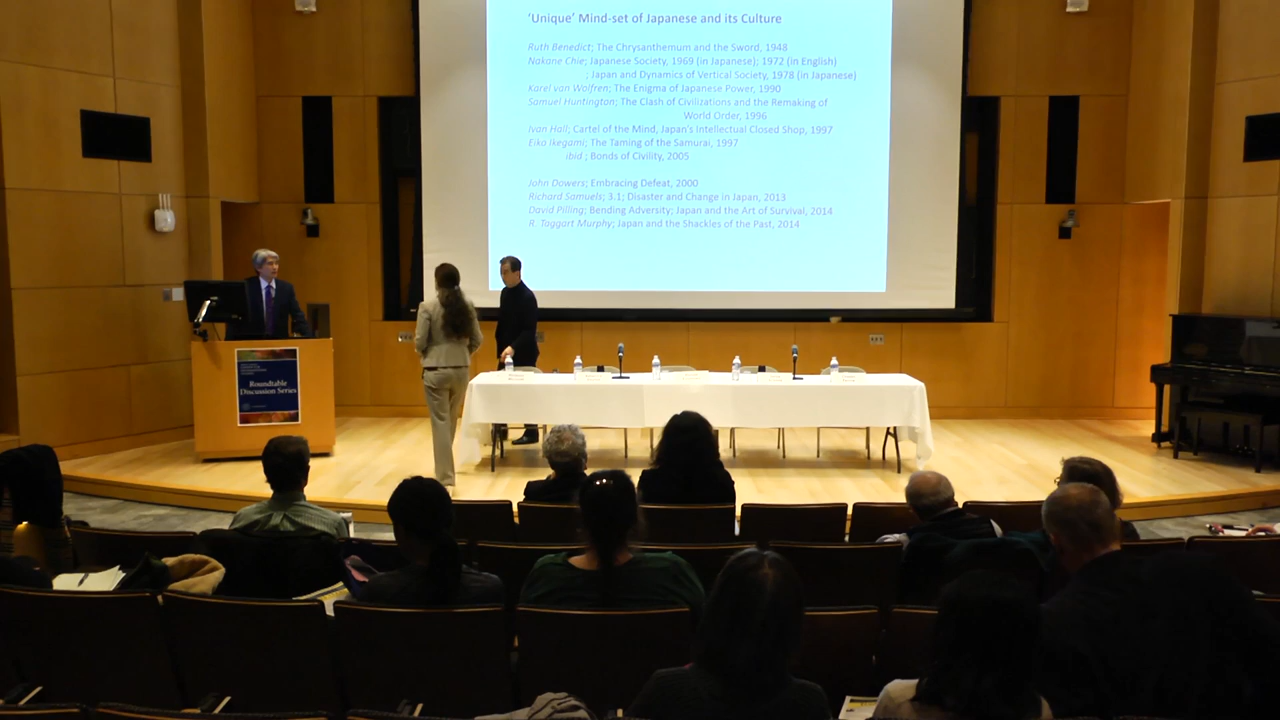 'Unique' Mind-set of Japanese and its Culture
Ruth Benedict; The Chrysanthemum and the Sword, 1948
Nakane Chie; Japanese Society, 1969 (in Japanese); 1972 (in English)
; Japan and Dynamics of Vertical Society, 1978 (in Japanese)
Karel van Wolfren; The Enigma of Japanese Power, 1990
Samuel Huntington; The Clash of Civilizations and the Remaking of
World Order, 1996
Ivan Hall; Cartel of the Mind, Japan's Intellectual Closed Shop, 1997
Eiko Ikegami; The Taming of the Samurai, 1997
ibid ; Bonds of Civility, 2005
John Dowers; Embracing Defeat, 2000
Richard Samuels; 3.1; Disaster and Change in Japan, 2013
David Pilling; Bending Adversity; Japan and the Art of Survival, 2014
R. Taggart Murphy; Japan and the Shackles of the Past, 2014
Roundtable
Discussion Series